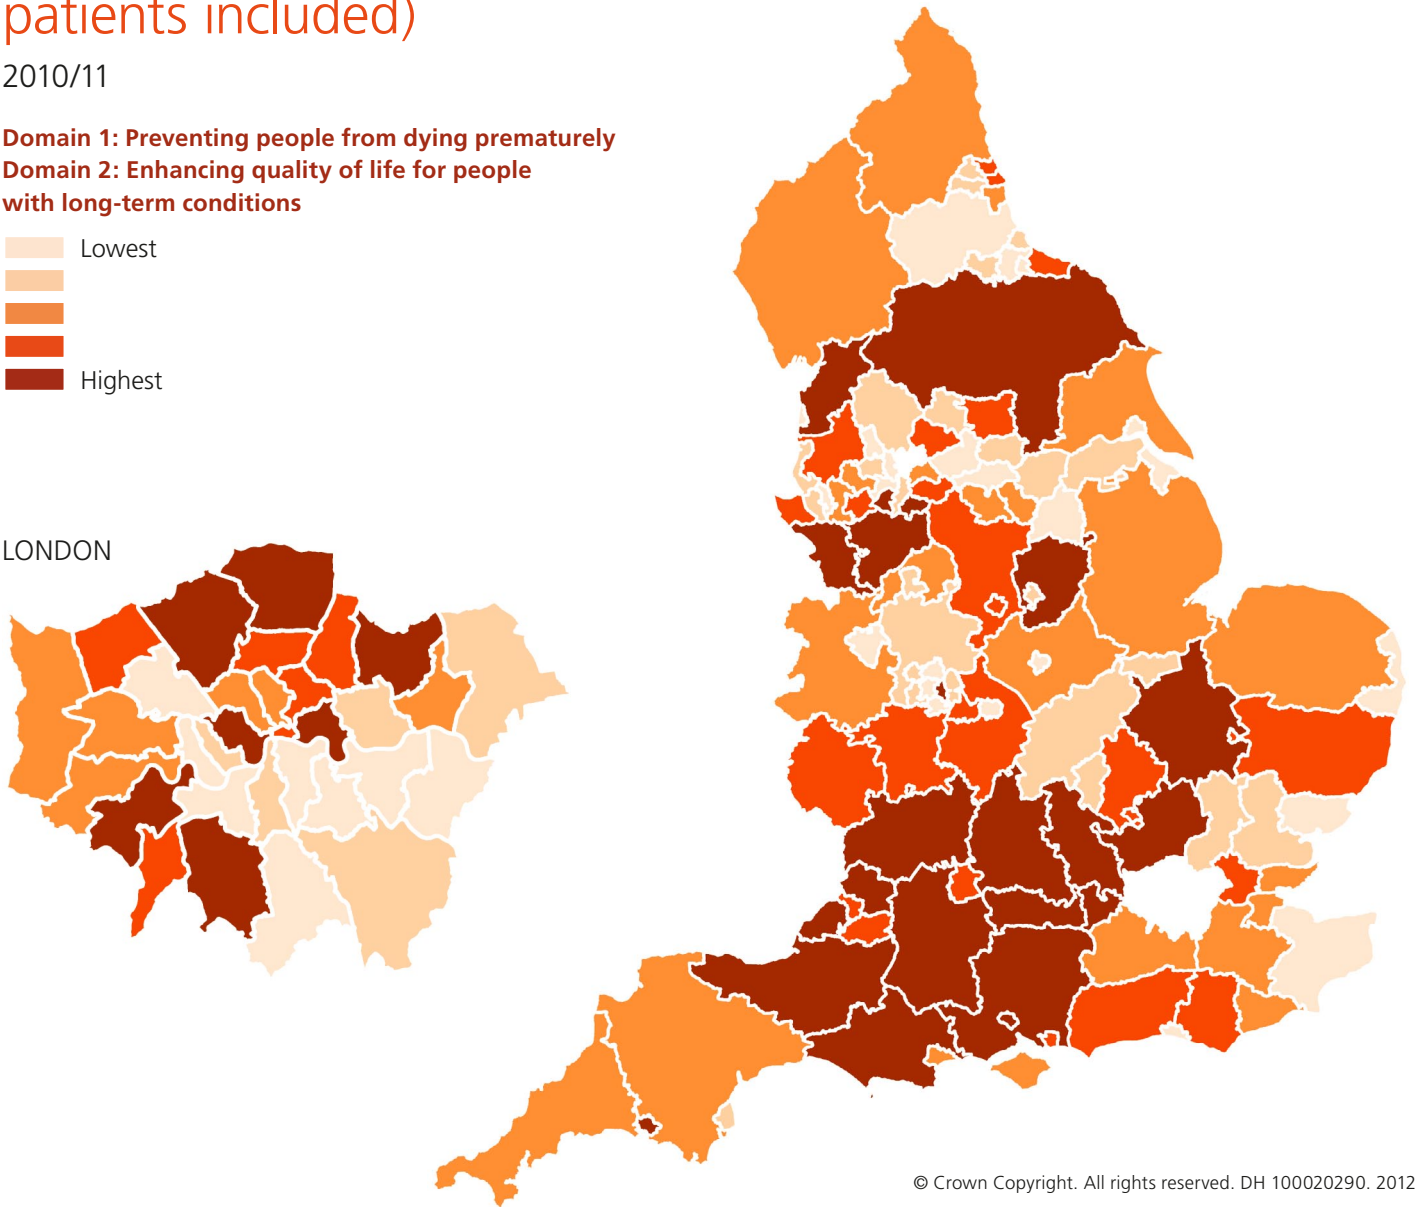 patients included)
2010/11
Domain 1: Preventing people from dying prematurely
Domain 2: Enhancing quality of life for people
with long-term conditions
Lowest
Highest
LONDON
© Crown Copyright. All rights reserved. DH 100020290. 2012